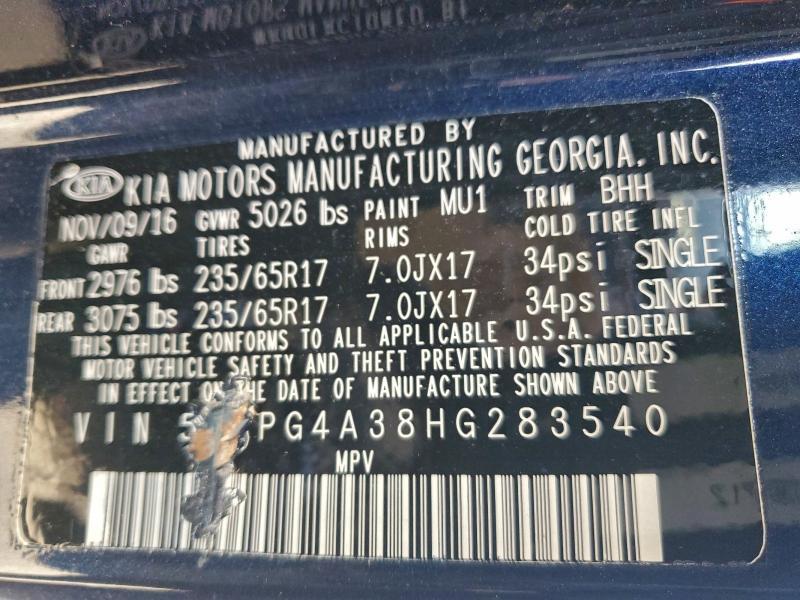 MANUFACTURED BY
KIA KIA MOTORS MANUFACTURING GEORGIA, INC.
NOV/09/16 GVWR 5026 lbs PAINT MU1 TRIM BHH
GAWR TIRES RIMS COLD TIRE INFL
FRONT 2976 lbs 235/65R17 7.0JX17 34psi SINGLE
REAR 3075 lbs 235/65R17 7.0JX17 34psi SINGLE
THIS VEHICLE CONFORMS TO ALL APPLICABLE U.S.A. FEDERAL
MOTOR VEHICLE SAFETY AND THEFT PREVENTION STANDARDS
IN EFFECT ON THE DATE OF MANUFACTURE SHOWN ABOVE
VIN 5 PG4A38HG283540
MPV